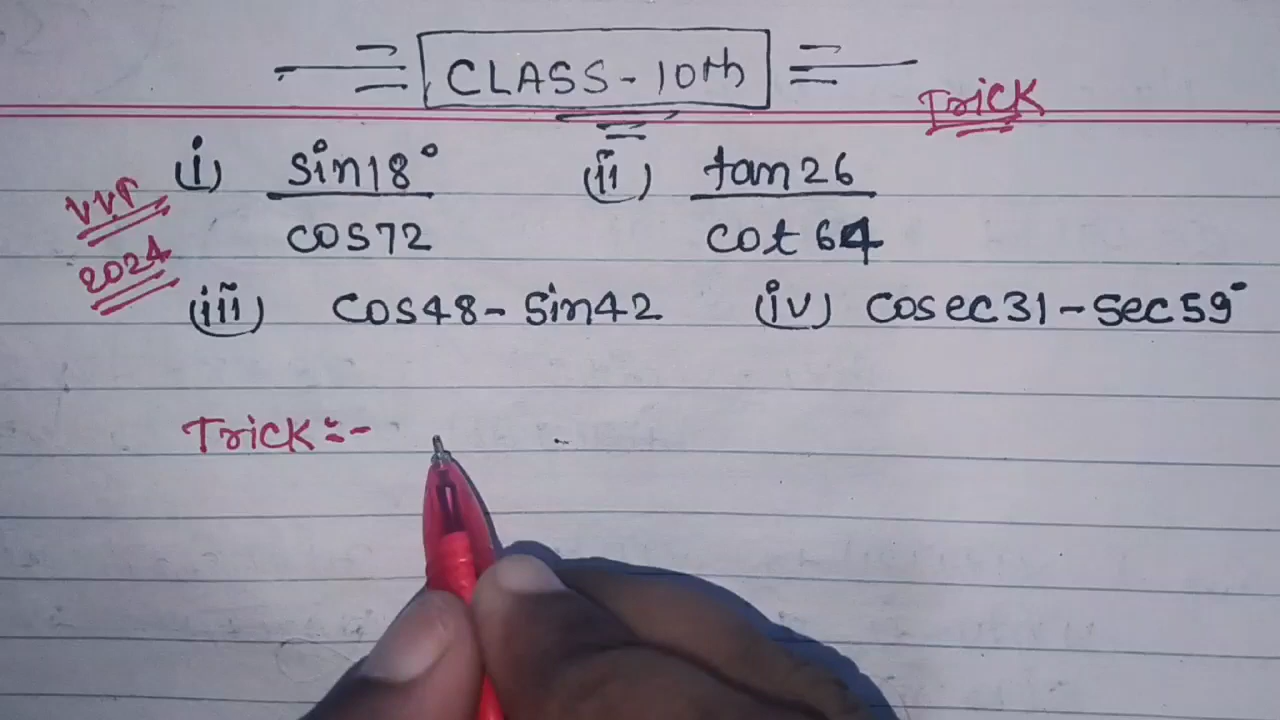 CLASS-10th
Trick
(i) sin18° / cos72 (ii) tan26 / cot64
VVI
2024
(iii) cos48-sin42 (iv) cosec31-sec59°
Trick:-